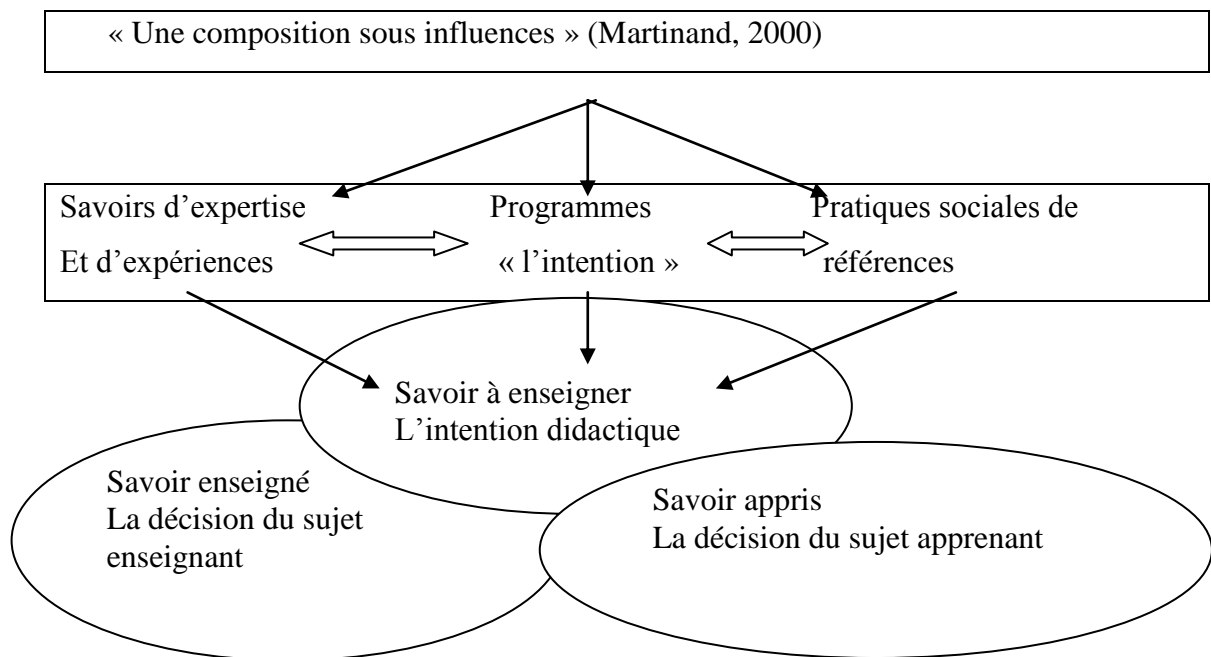 « Une composition sous influences » (Martinand, 2000)
Savoirs d'expertise
Et d'expériences
Programmes
« l'intention »
Pratiques sociales de
références
Savoir à enseigner
L'intention didactique
Savoir enseigné
La décision du sujet
enseignant
Savoir appris
La décision du sujet apprenant